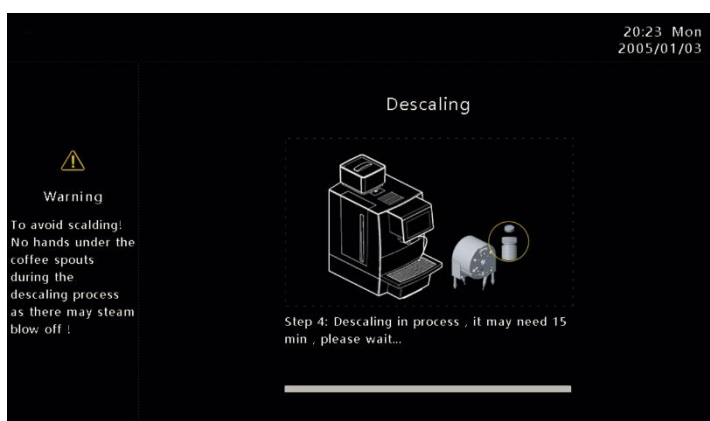 20:23 Mon
2005/01/03
Descaling
Warning
To avoid scalding!
No hands under the
coffee spouts
during the
descaling process
as there may steam
blow off !
Step 4: Descaling in process , it may need 15
min , please wait...